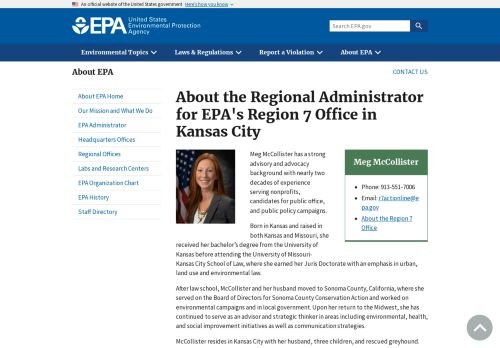 An official website of the United States government Here's how you know
EPA United States
Environmental Protection
Agency
Search EPA.gov
Environmental Topics Laws & Regulations Report a Violation About EPA
About EPA CONTACT US
About EPA Home
Our Mission and What We Do
EPA Administrator
Headquarters Offices
Regional Offices
Labs and Research Centers
EPA Organization Chart
EPA History
Staff Directory
About the Regional Administrator
for EPA's Region 7 Office in
Kansas City
Meg McCollister has a strong
advisory and advocacy
background with nearly two
decades of experience
serving nonprofits,
candidates for public office,
and public policy campaigns.
Born in Kansas and raised in
both Kansas and Missouri, she
received her bachelor's degree from the University of
Kansas before attending the University of Missouri-
Kansas City School of Law, where she earned her Juris Doctorate with an emphasis in urban,
land use and environmental law.
After law school, McCollister and her husband moved to Sonoma County, California, where she
served on the Board of Directors for Sonoma County Conservation Action and worked on
environmental campaigns and in local government. Upon her return to the Midwest, she has
continued to serve as an advisor and strategic thinker in areas including environmental, health,
and social improvement initiatives as well as communication strategies.
McCollister resides in Kansas City with her husband, three children, and rescued greyhound.
Meg McCollister
Phone: 913-551-7006
Email: r7actionline@e
pa.gov
About the Region 7
Office